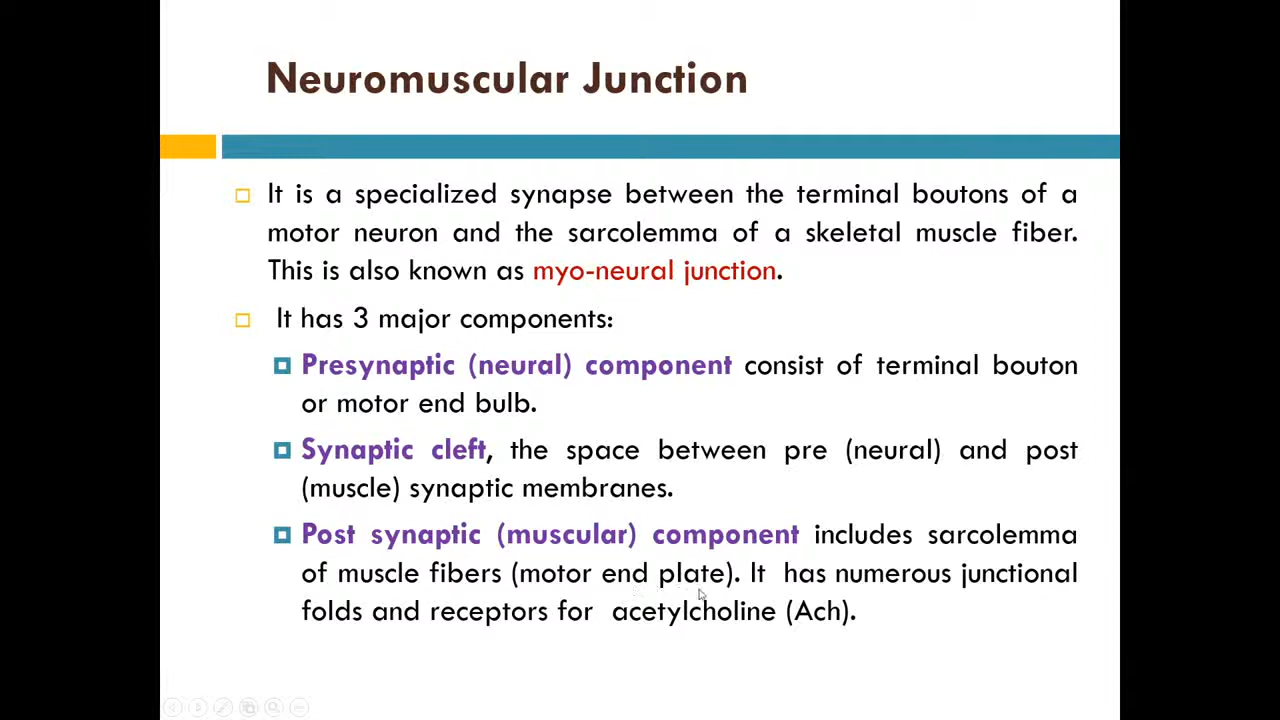 Neuromuscular Junction
It is a specialized synapse between the terminal boutons of a
motor neuron and the sarcolemma of a skeletal muscle fiber.
This is also known as myo-neural junction.
It has 3 major components:
Presynaptic (neural) component consist of terminal bouton
or motor end bulb.
Synaptic cleft, the space between pre (neural) and post
(muscle) synaptic membranes.
Post synaptic (muscular) component includes sarcolemma
of muscle fibers (motor end plate). It has numerous junctional
folds and receptors for acetylcholine (Ach).